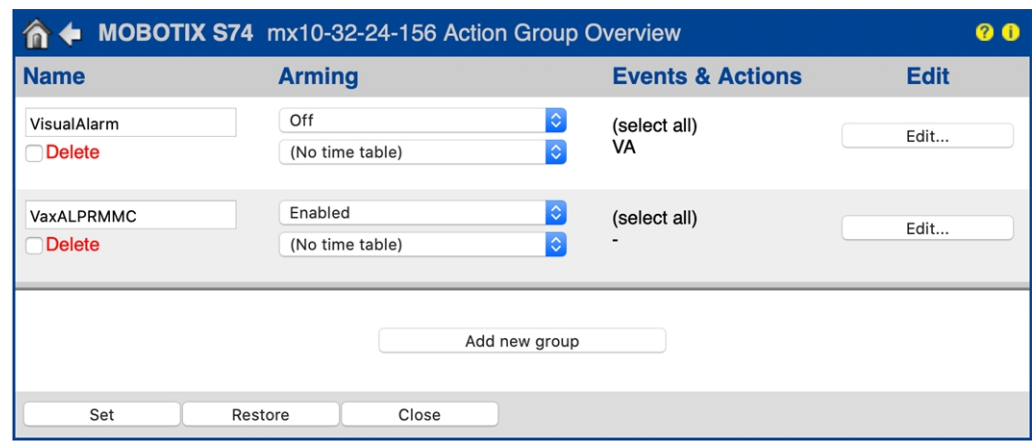 MOBOTIX S74 mx10-32-24-156 Action Group Overview ? i
Name Arming Events & Actions Edit
VisualAlarm Off (select all) Edit...
Delete (No time table) VA
VaxALPRMMC Enabled (select all) Edit...
Delete (No time table) -
Add new group
Set Restore Close